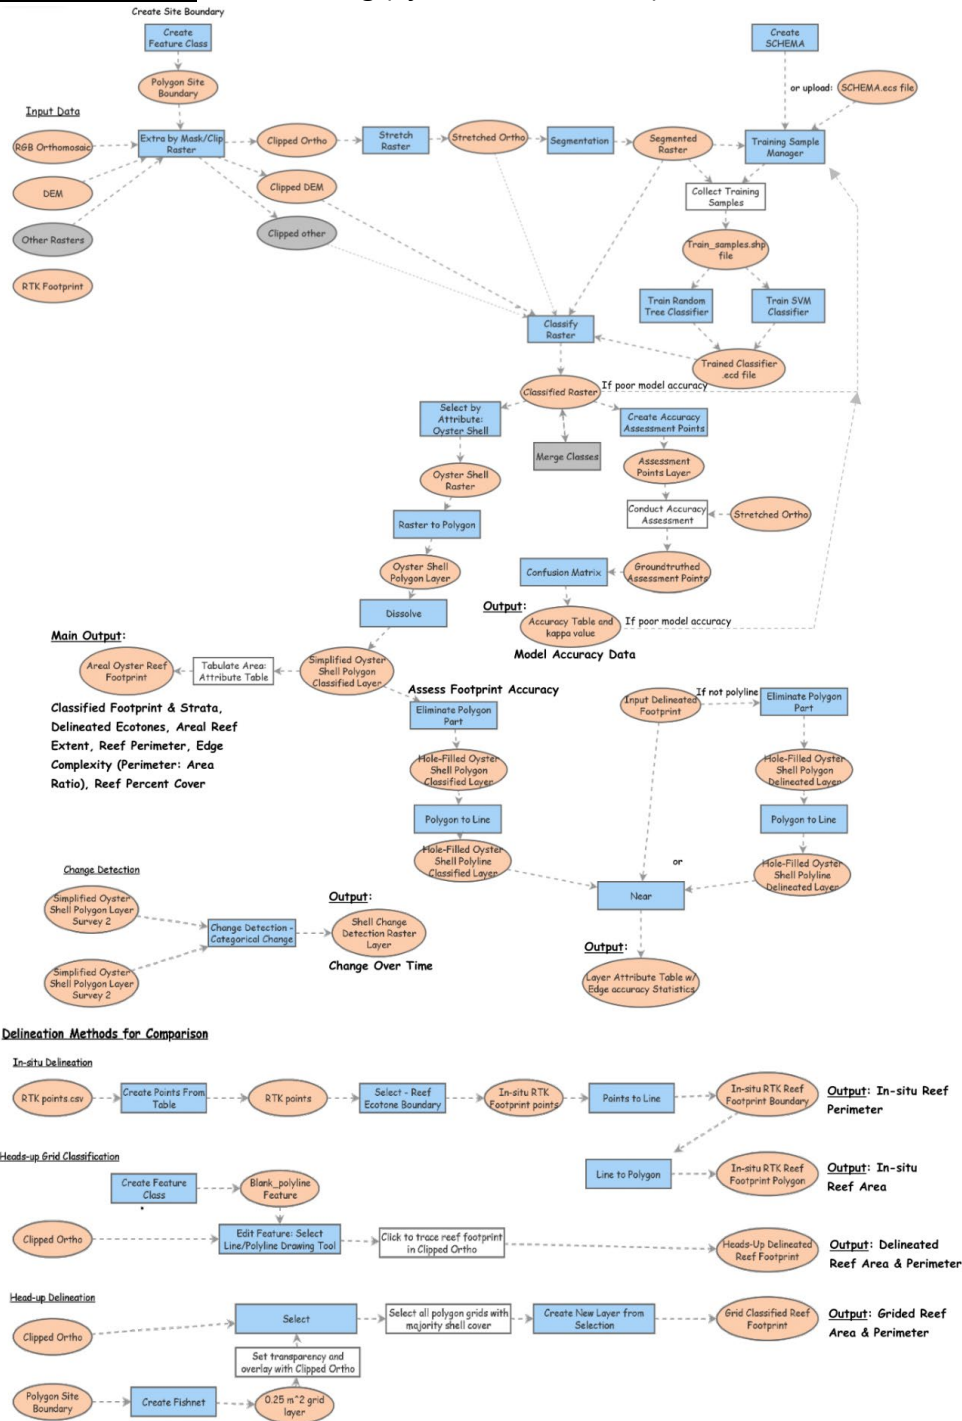 Create Site Boundary
Create
Feature Class
Create
SCHEMA
Polygon Site
Boundary
or upload:
SCHEMA.ecs file
Input Data
RGB Orthomosaic
Extra by Mask/Clip
Raster
Clipped Ortho
Stretch
Raster
Stretched Ortho
Segmentation
Segmented
Raster
Training Sample
Manager
DEM
Clipped DEM
Collect Training
Samples
Other Rasters
Clipped other
Train_samples.shp
file
RTK Footprint
Train Random
Tree Classifier
Train SVM
Classifier
Classify
Raster
Trained Classifier
.ecd file
Classified Raster
If poor model accuracy
Select by
Attribute:
Oyster Shell
Create Accuracy
Assessment Points
Merge Classes
Oyster Shell
Raster
Assessment
Points Layer
Raster to Polygon
Conduct Accuracy
Assessment
Stretched Ortho
Oyster Shell
Polygon Layer
Confusion Matrix
Groundtruthed
Assessment Points
Dissolve
Output:
Accuracy Table and
kappa value
If poor model accuracy
Model Accuracy Data
Main Output:
Areal Oyster Reef
Footprint
Tabulate Area:
Attribute Table
Simplified Oyster
Shell Polygon
Classified Layer
Classified Footprint & Strata,
Delineated Ecotones, Areal Reef
Extent, Reef Perimeter, Edge
Complexity (Perimeter: Area
Ratio), Reef Percent Cover
Assess Footprint Accuracy
Eliminate Polygon
Part
Input Delineated
Footprint
If not polyline
Eliminate Polygon
Part
Hole-Filled Oyster
Shell Polygon
Classified Layer
Hole-Filled Oyster
Shell Polygon
Delineated Layer
Polygon to Line
Polygon to Line
Hole-Filled Oyster
Shell Polyline
Classified Layer
or
Hole-Filled Oyster
Shell Polyline
Delineated Layer
Near
Output:
Layer Attribute Table w/
Edge accuracy Statistics
Change Detection
Simplified Oyster
Shell Polygon Layer
Survey 2
Change Detection -
Categorical Change
Output:
Shell Change
Detection Raster
Layer
Change Over Time
Simplified Oyster
Shell Polygon Layer
Survey 2
Delineation Methods for Comparison
In-situ Delineation
RTK points.csv
Create Points From
Table
RTK points
Select - Reef
Ecotone Boundary
In-situ RTK
Footprint points
Points to Line
In-situ RTK Reef
Footprint Boundary
Output: In-situ Reef
Perimeter
Line to Polygon
In-situ RTK Reef
Footprint Polygon
Output: In-situ
Reef Area
Heads-up Grid Classification
Create Feature
Class
Blank_polyline
Feature
Clipped Ortho
Edit Feature: Select
Line/Polyline Drawing Tool
Click to trace reef footprint
in Clipped Ortho
Heads-Up Delineated
Reef Footprint
Output: Delineated
Reef Area & Perimeter
Head-up Delineation
Clipped Ortho
Select
Select all polygon grids with
majority shell cover
Create New Layer from
Selection
Grid Classified Reef
Footprint
Output: Grided Reef
Area & Perimeter
Set transparency and
overlay with Clipped Ortho
Polygon Site
Boundary
Create Fishnet
0.25 m^2 grid
layer